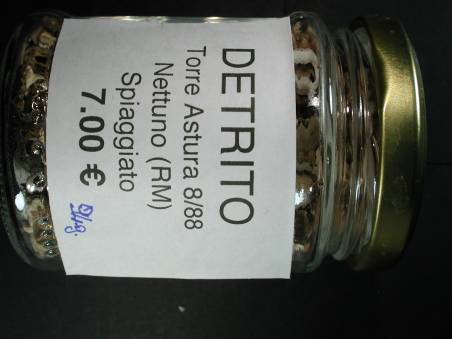 DETRITO
Torre Astura 8/88
Nettuno (RM)
Spiaggiato
7.00 €